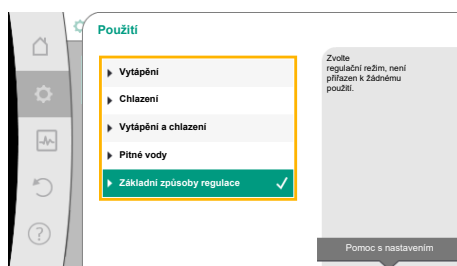 Použití
Vytápění
Chlazení
Vytápění a chlazení
Pitné vody
Základní způsoby regulace
Zvolte
regulační režim, není
přiřazen k žádnému
použití.
Pomoc s nastavením